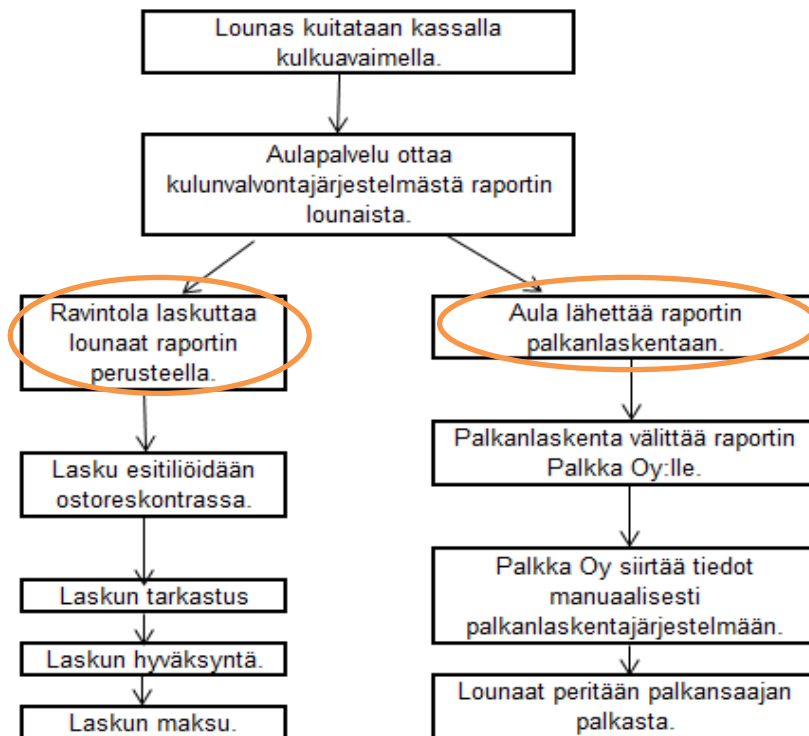 Lounas kuitataan kassalla
kulkuavaimella.
Aulapalvelu ottaa
kulunvalvontajärjestelmästä raportin
lounaista.
Ravintola laskuttaa
lounaat raportin
perusteella.
Lasku esitiliöidään
ostoreskontrassa.
Laskun tarkastus
Laskun hyväksyntä.
Laskun maksu.
Aula lähettää raportin
palkanlaskentaan.
Palkanlaskenta välittää raportin
Palkka Oy:lle.
Palkka Oy siirtää tiedot
manuaalisesti
palkanlaskentajärjestelmään.
Lounaat peritään palkansaajan
palkasta.